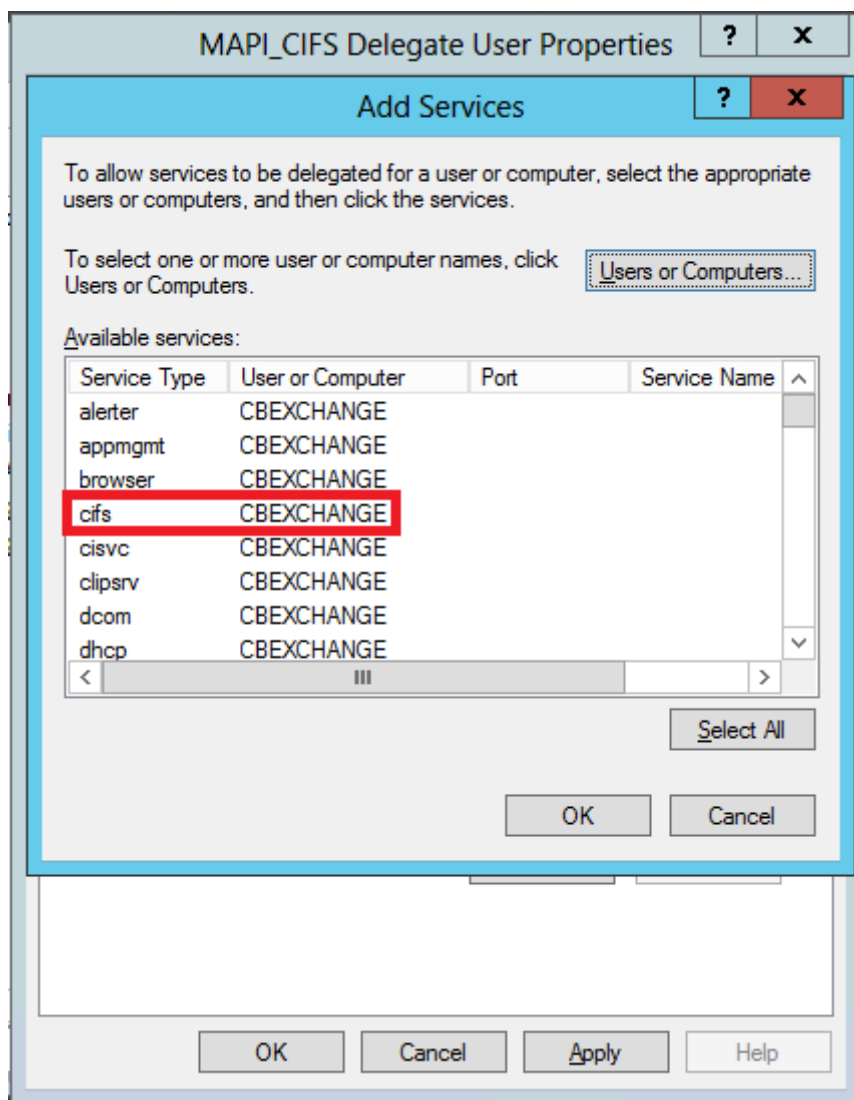 MAPI_CIFS Delegate User Properties
? x
Add Services
? x
To allow services to be delegated for a user or computer, select the appropriate
users or computers, and then click the services.
To select one or more user or computer names, click
Users or Computers.
Users or Computers...
Available services:
Service Type User or Computer Port Service Name
alerter CBEXCHANGE
appmgmt CBEXCHANGE
browser CBEXCHANGE
cifs CBEXCHANGE
cisvc CBEXCHANGE
clipsrv CBEXCHANGE
dcom CBEXCHANGE
dhcp CBEXCHANGE
Select All
OK Cancel
OK Cancel Apply Help